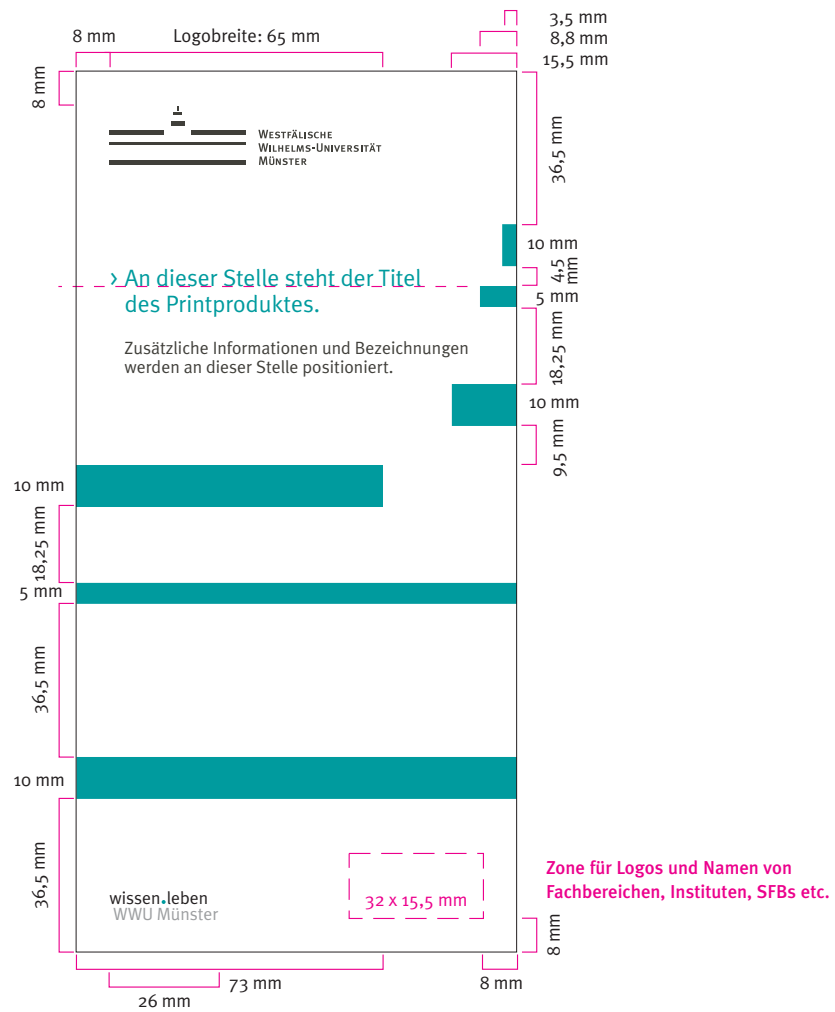 3,5 mm
8,8 mm
15,5 mm
8 mm
Logobreite: 65 mm
8 mm
WESTFÄLISCHE
WILHELMS-UNIVERSITÄT
MÜNSTER
36,5 mm
10 mm
4,5 mm
› An dieser Stelle steht der Titel
des Printproduktes.
5 mm
Zusätzliche Informationen und Bezeichnungen
werden an dieser Stelle positioniert.
18,25 mm
10 mm
9,5 mm
10 mm
18,25 mm
5 mm
36,5 mm
10 mm
36,5 mm
Zone für Logos und Namen von
Fachbereichen, Instituten, SFBs etc.
32 x 15,5 mm
wissen.leben
WWU Münster
8 mm
73 mm
8 mm
26 mm